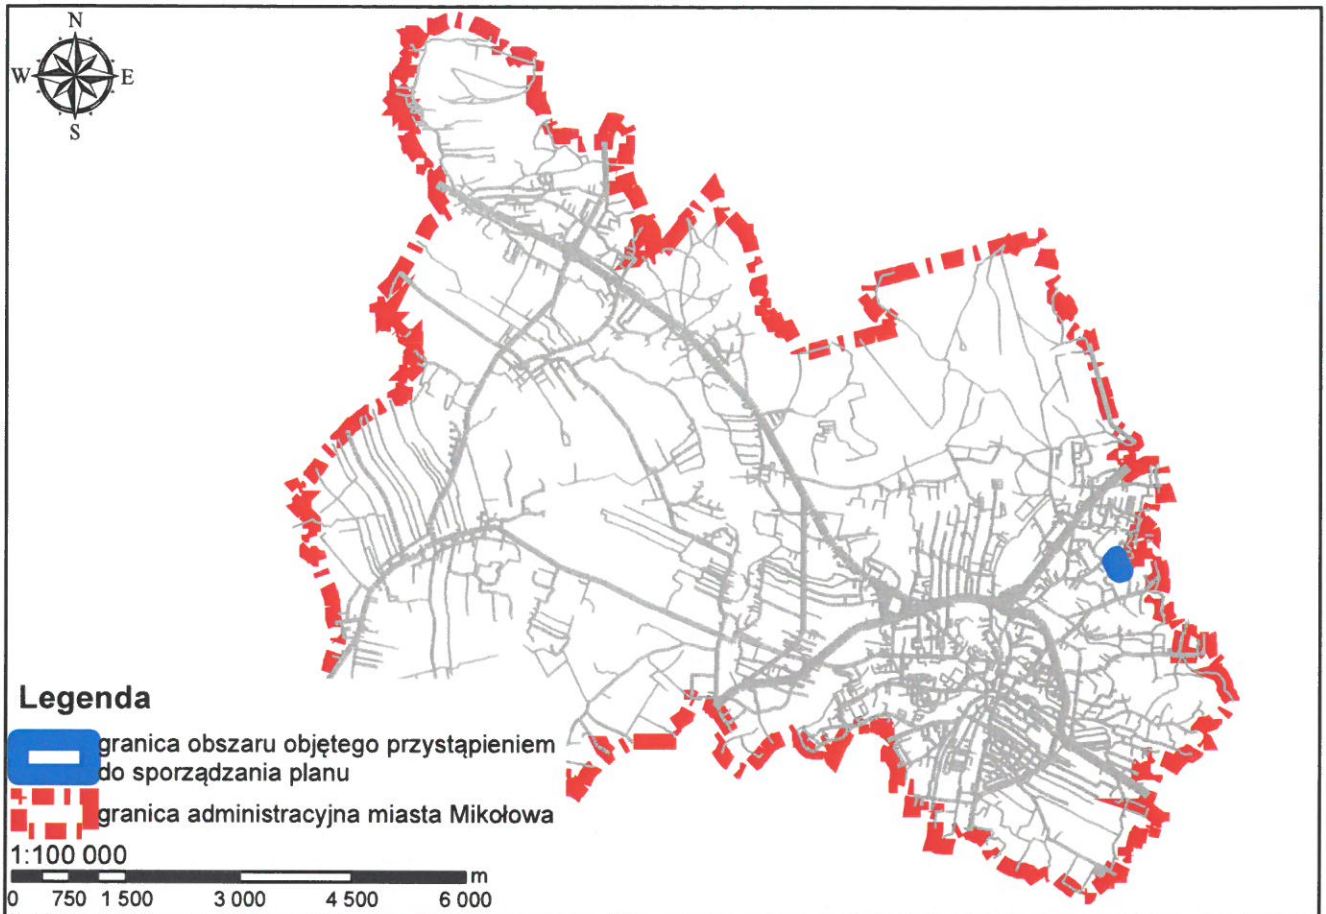 N
W E
S
Legenda
granica obszaru objętego przystąpieniem
do sporządzania planu
granica administracyjna miasta Mikołowa
1:100 000
m
0 750 1 500 3 000 4 500 6 000